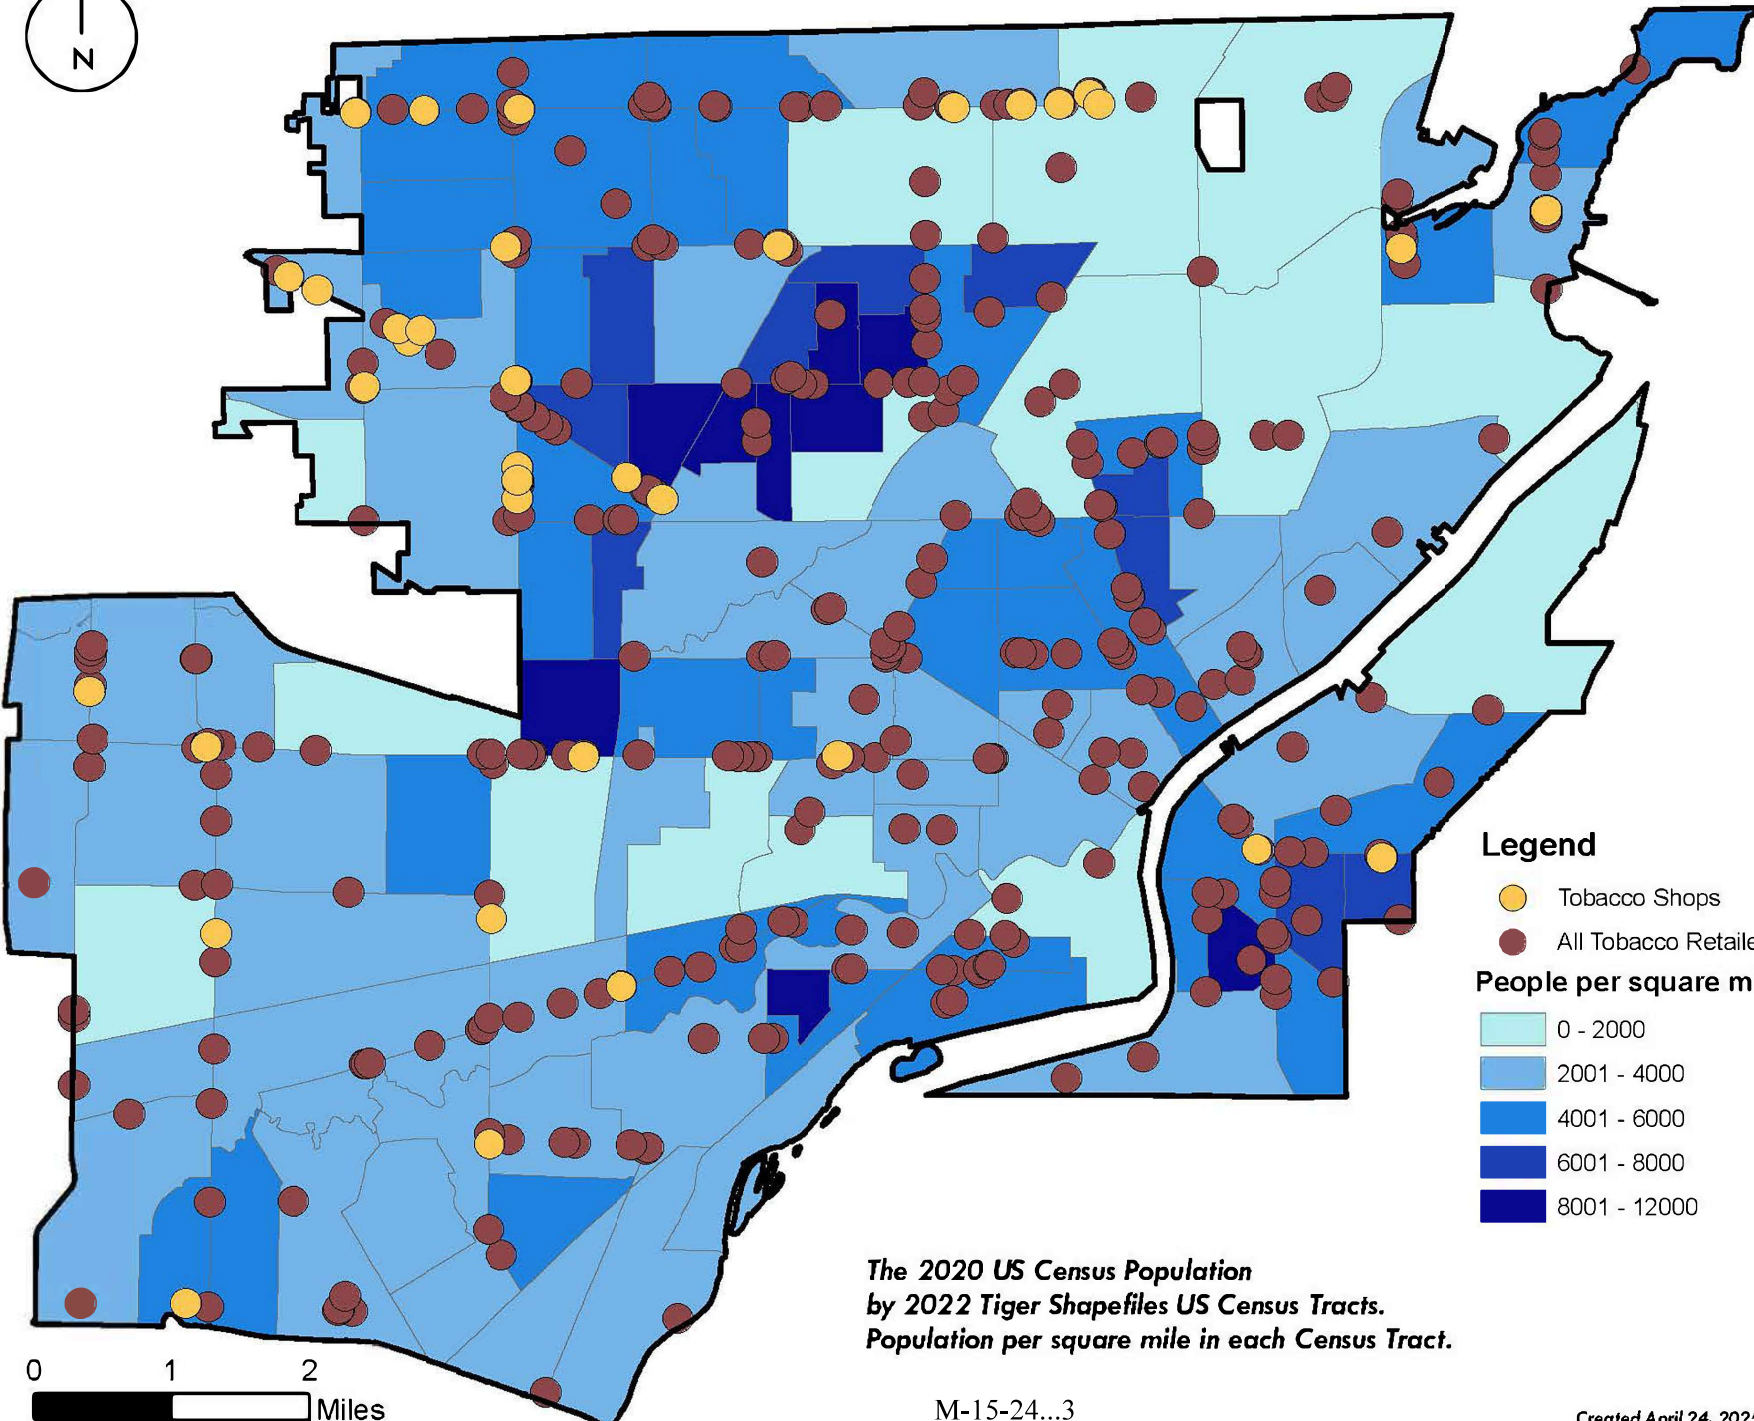 N
Legend
Tobacco Shops
All Tobacco
People per square
0 - 2000
2001 - 4000
4001 - 6000
6001 - 8000
8001 - 12000
The 2020 US Census Population
by 2022 Tiger Shapefiles US Census Tracts.
Population per square mile in each Census Tract.
0 1 2
Miles
M-15-24...3
Created April 24,